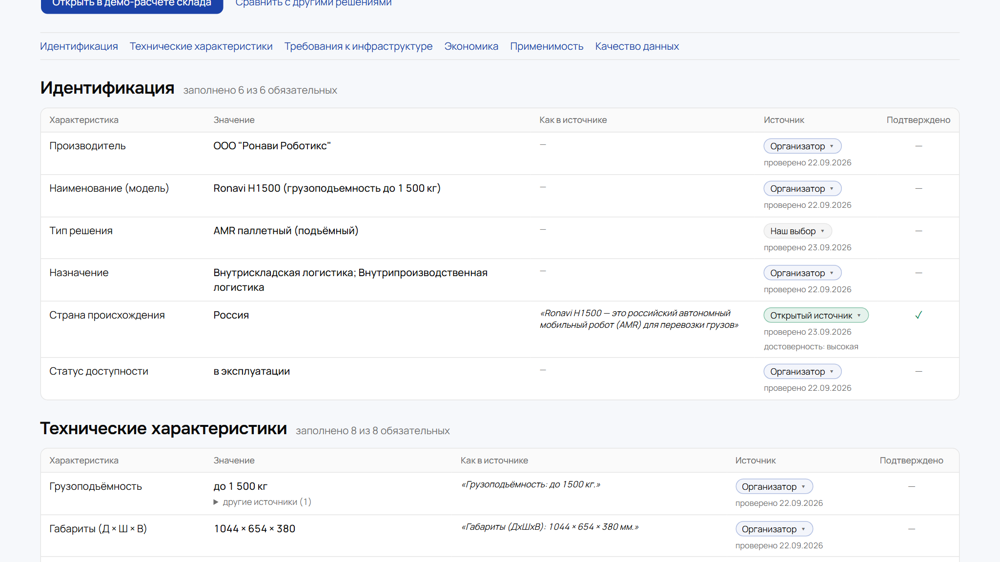 Открыть в демо-расчёте склада Сравнить с другими решениями
Идентификация Технические характеристики Требования к инфраструктуре Экономика Применимость Качество данных
Идентификация заполнено 6 из 6 обязательных
Характеристика Значение Как в источнике Источник Подтверждено
Производитель ООО "Ронави Роботикс" — Организатор ▾ —
проверено 22.09.2026
Наименование (модель) Ronavi H1500 (грузоподъемность до 1 500 кг) — Организатор ▾ —
проверено 22.09.2026
Тип решения AMR паллетный (подъёмный) — Наш выбор ▾ —
проверено 23.09.2026
Назначение Внутрискладская логистика; Внутрипроизводственная — Организатор ▾ —
логистика проверено 22.09.2026
Страна происхождения Россия «Ronavi H1500 — это российский автономный Открытый источник ▾ ✓
мобильный робот (AMR) для перевозки грузов» проверено 23.09.2026
достоверность: высокая
Статус доступности в эксплуатации — Организатор ▾ —
проверено 22.09.2026
Технические характеристики заполнено 8 из 8 обязательных
Характеристика Значение Как в источнике Источник Подтверждено
Грузоподъёмность до 1 500 кг «Грузоподъёмность: до 1500 кг.» Организатор ▾ —
▶ другие источники (1) проверено 22.09.2026
Габариты (Д × Ш × В) 1044 × 654 × 380 «Габариты (ДхШхВ): 1044 × 654 × 380 мм.» Организатор ▾ —
проверено 22.09.2026